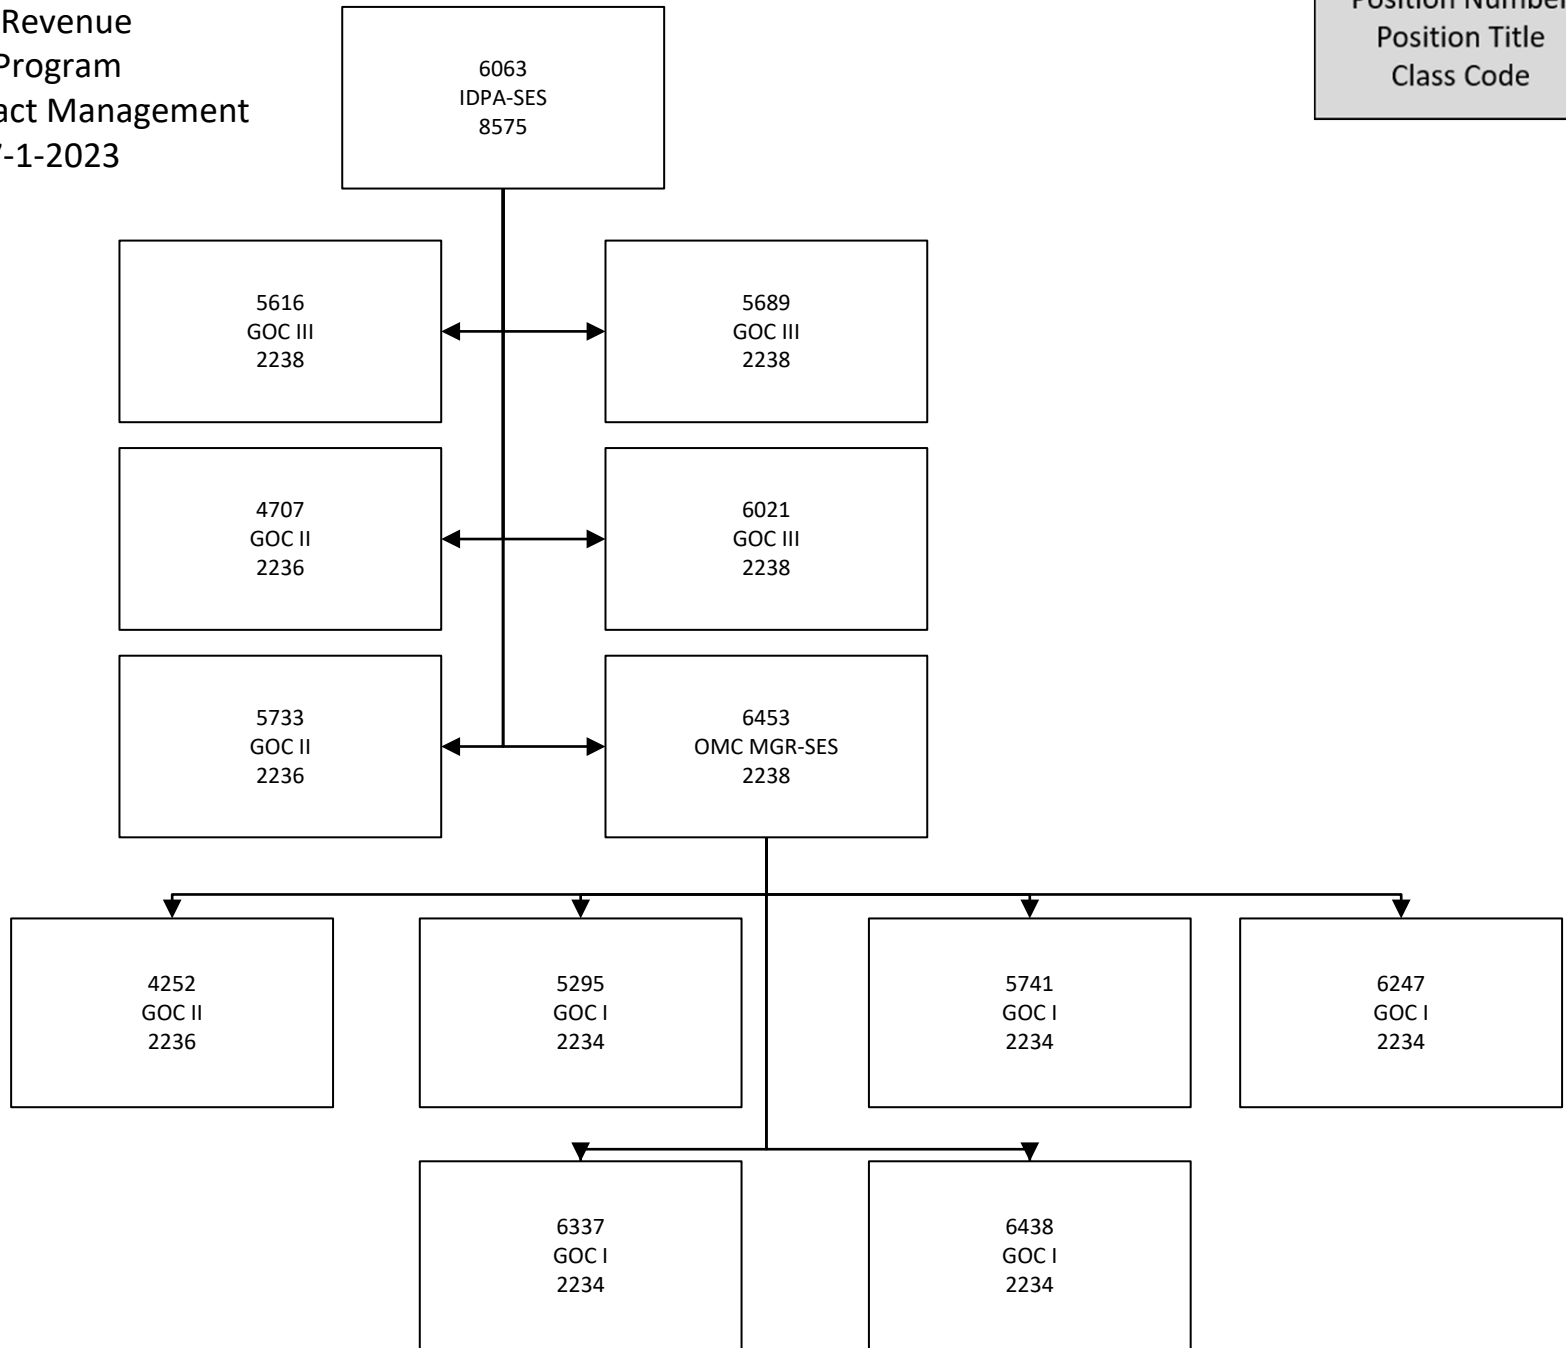 Revenue
Program
Management
-1-2023
Position Number
Position Title
Class Code
6063
IDPA-SES
8575
5616
GOC III
2238
5689
GOC III
2238
4707
GOC II
2236
6021
GOC III
2238
5733
GOC II
2236
6453
OMC MGR-SES
2238
4252
GOC II
2236
5295
GOC I
2234
5741
GOC I
2234
6247
GOC I
2234
6337
GOC I
2234
6438
GOC I
2234